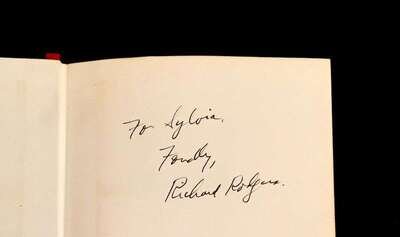 For Sylvia.
Fondly,
Richard Rodgers.